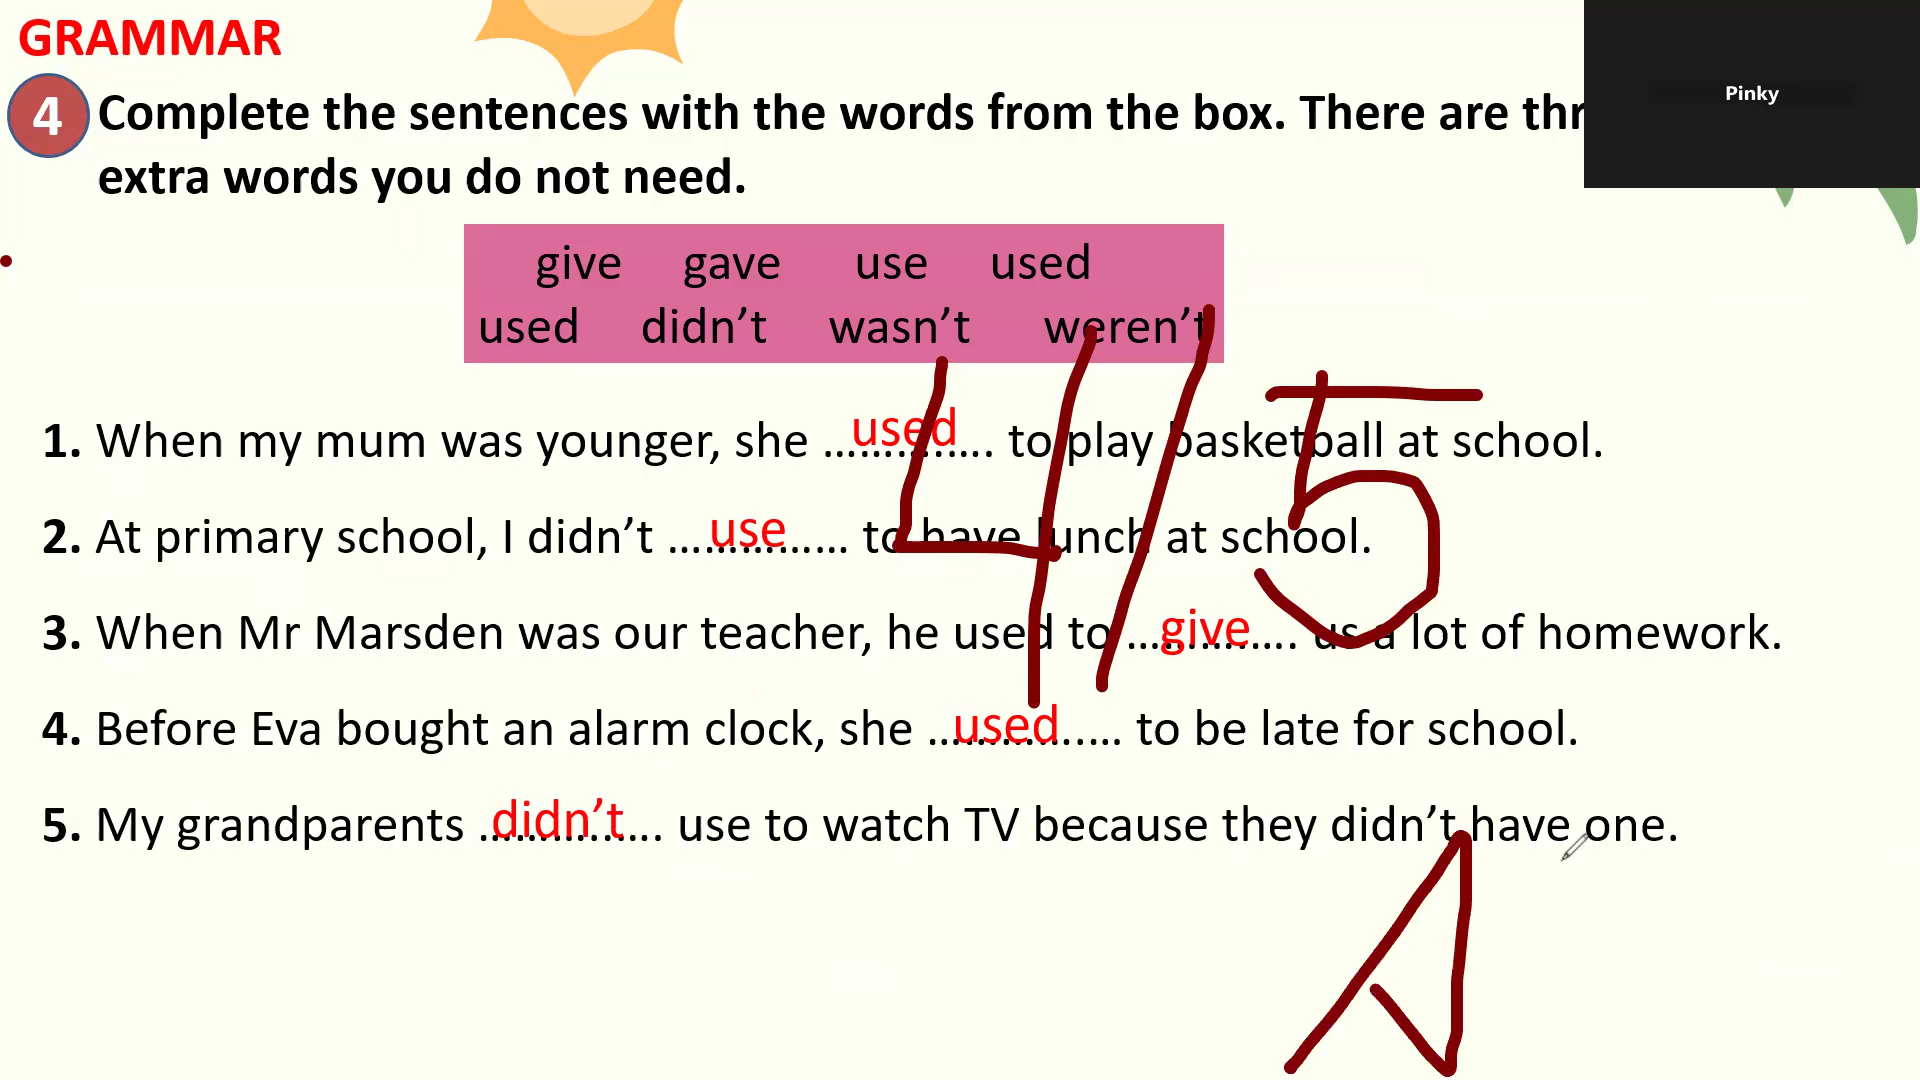 GRAMMAR
Pinky
4 Complete the sentences with the words from the box. There are
extra words you do not need.
give gave use used
used didn’t wasn’t weren’t
1. When my mum was younger, she ..............used to play basketball at school.
2. At primary school, I didn’t ...............use to have lunch at school.
3. When Mr Marsden was our teacher, he used to ..............give us a lot of homework.
4. Before Eva bought an alarm clock, she ...............used to be late for school.
5. My grandparents ...............didn’t use to watch TV because they didn’t have one.
4/5
A